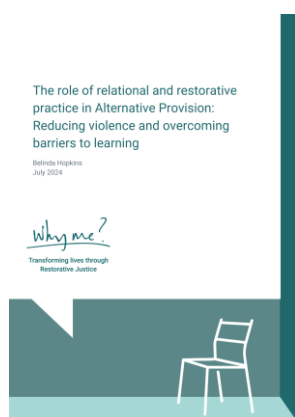 The role of relational and restorative
practice in Alternative Provision:
Reducing violence and overcoming
barriers to learning
Belinda Hopkins
July 2024
Why me?
Transforming lives through
Restorative Justice